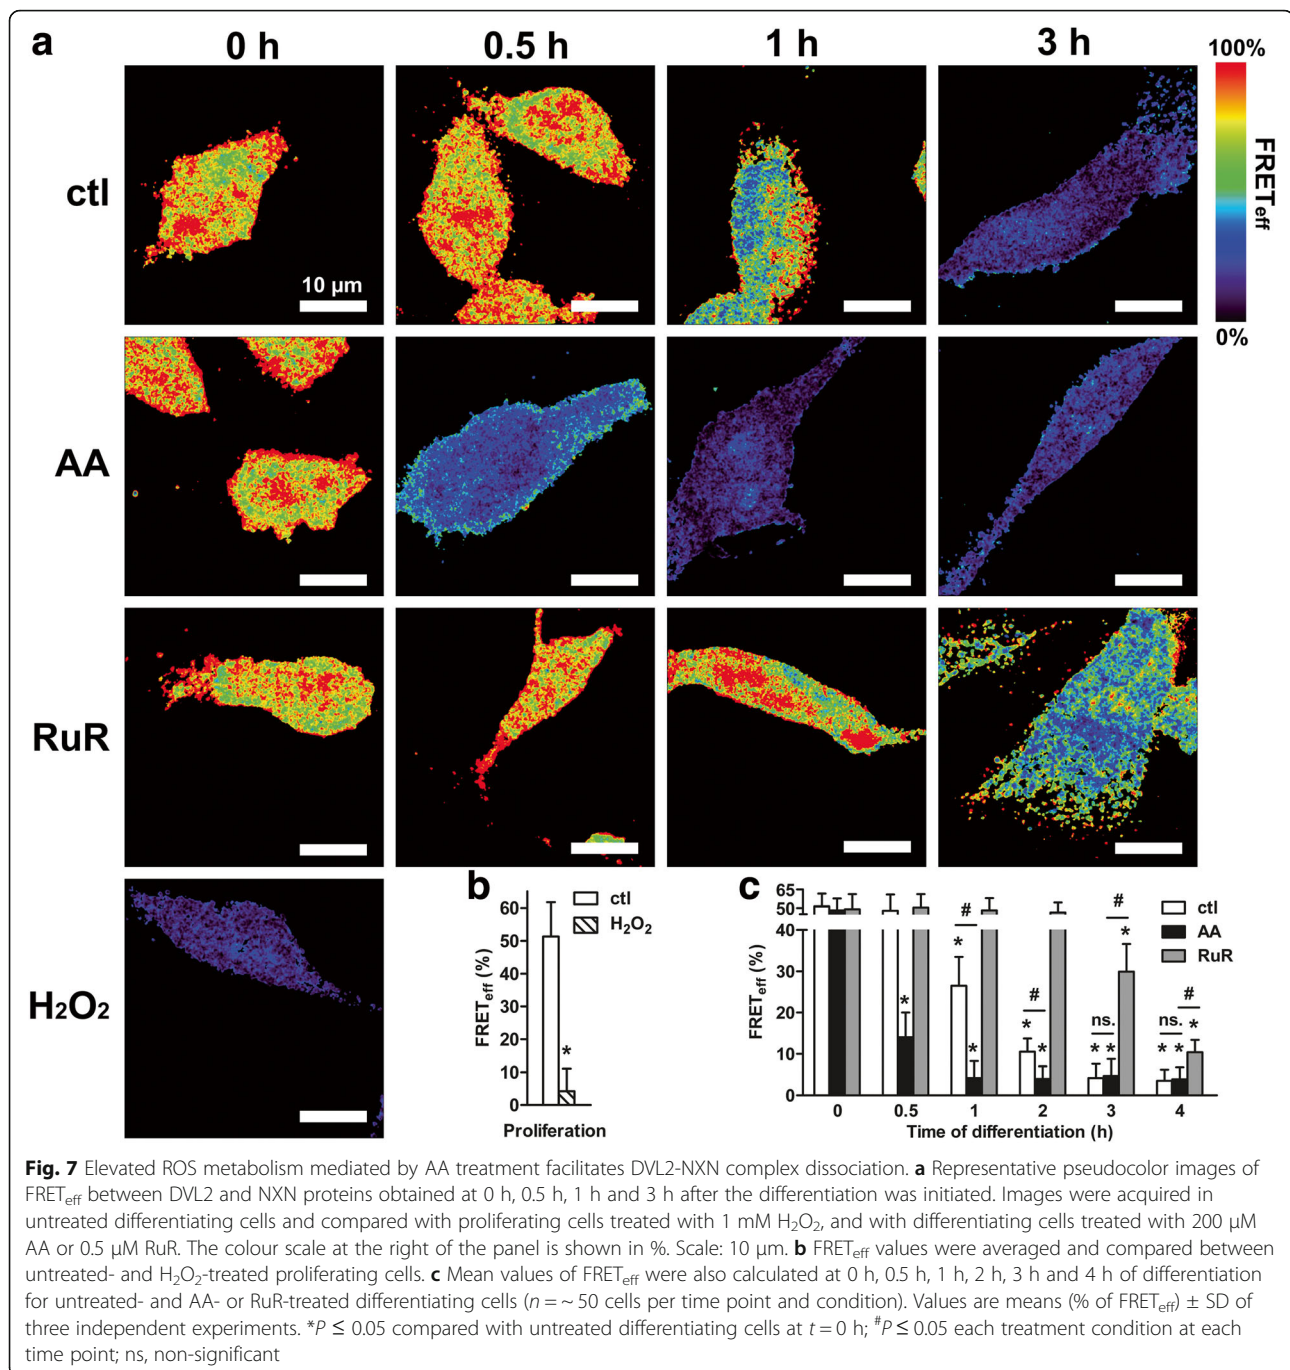 a
0 h
0.5 h
1 h
3 h
100%
FRETeff
0%
ctl
10 µm
AA
RuR
H2O2
b
ctl
H2O2
FRETeff (%)
60
50
40
30
20
10
0
*
Proliferation
c
ctl
AA
RuR
FRETeff (%)
65
50
40
30
20
10
0
*
# * *
# * *
# * ns. * *
# * ns. * *
0 0.5 1 2 3 4
Time of differentiation (h)
Fig. 7 Elevated ROS metabolism mediated by AA treatment facilitates DVL2-NXN complex dissociation. a Representative pseudocolor images of
FRETeff between DVL2 and NXN proteins obtained at 0 h, 0.5 h, 1 h and 3 h after the differentiation was initiated. Images were acquired in
untreated differentiating cells and compared with proliferating cells treated with 1 mM H2O2, and with differentiating cells treated with 200 µM
AA or 0.5 µM RuR. The colour scale at the right of the panel is shown in %. Scale: 10 µm. b FRETeff values were averaged and compared between
untreated- and H2O2-treated proliferating cells. c Mean values of FRETeff were also calculated at 0 h, 0.5 h, 1 h, 2 h, 3 h and 4 h of differentiation
for untreated- and AA- or RuR-treated differentiating cells (n = ~ 50 cells per time point and condition). Values are means (% of FRETeff) ± SD of
three independent experiments. *P ≤ 0.05 compared with untreated differentiating cells at t = 0 h; #P ≤ 0.05 each treatment condition at each
time point; ns, non-significant